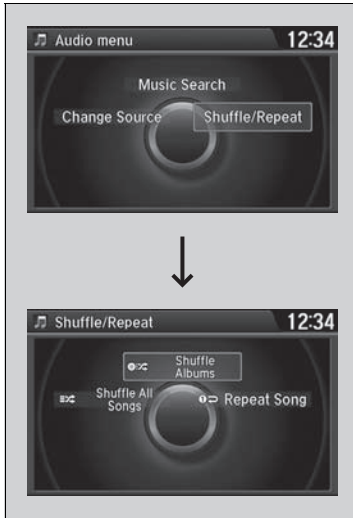 Audio menu 12:34
Music Search
Change Source Shuffle/Repeat
Shuffle/Repeat 12:34
Shuffle
Albums
Shuffle All
Songs
Repeat Song